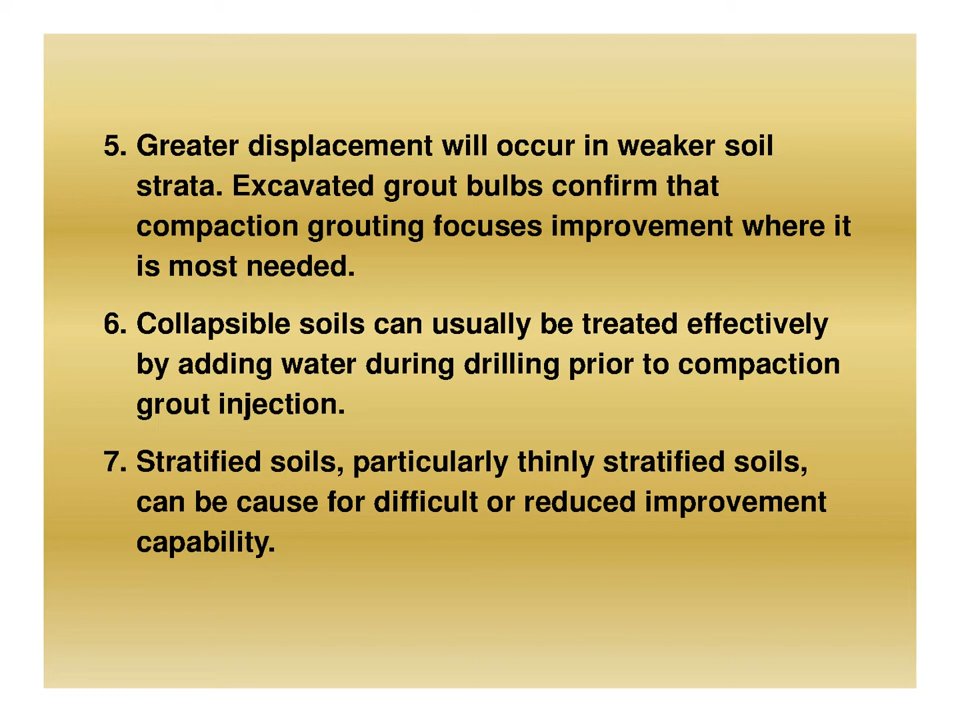 5. Greater displacement will occur in weaker soil
strata. Excavated grout bulbs confirm that
compaction grouting focuses improvement where it
is most needed.
6. Collapsible soils can usually be treated effectively
by adding water during drilling prior to compaction
grout injection.
7. Stratified soils, particularly thinly stratified soils,
can be cause for difficult or reduced improvement
capability.